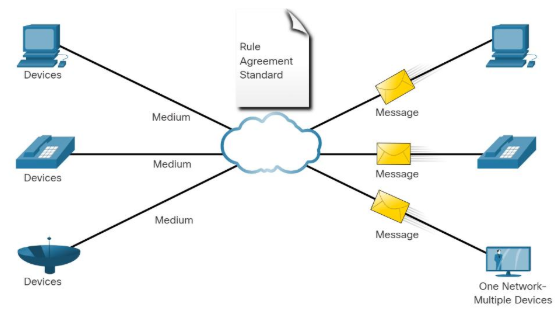 Rule
Agreement
Standard
Devices
Medium
Message
Devices
Medium
Message
Devices
Medium
Message
One Network-
Multiple Devices